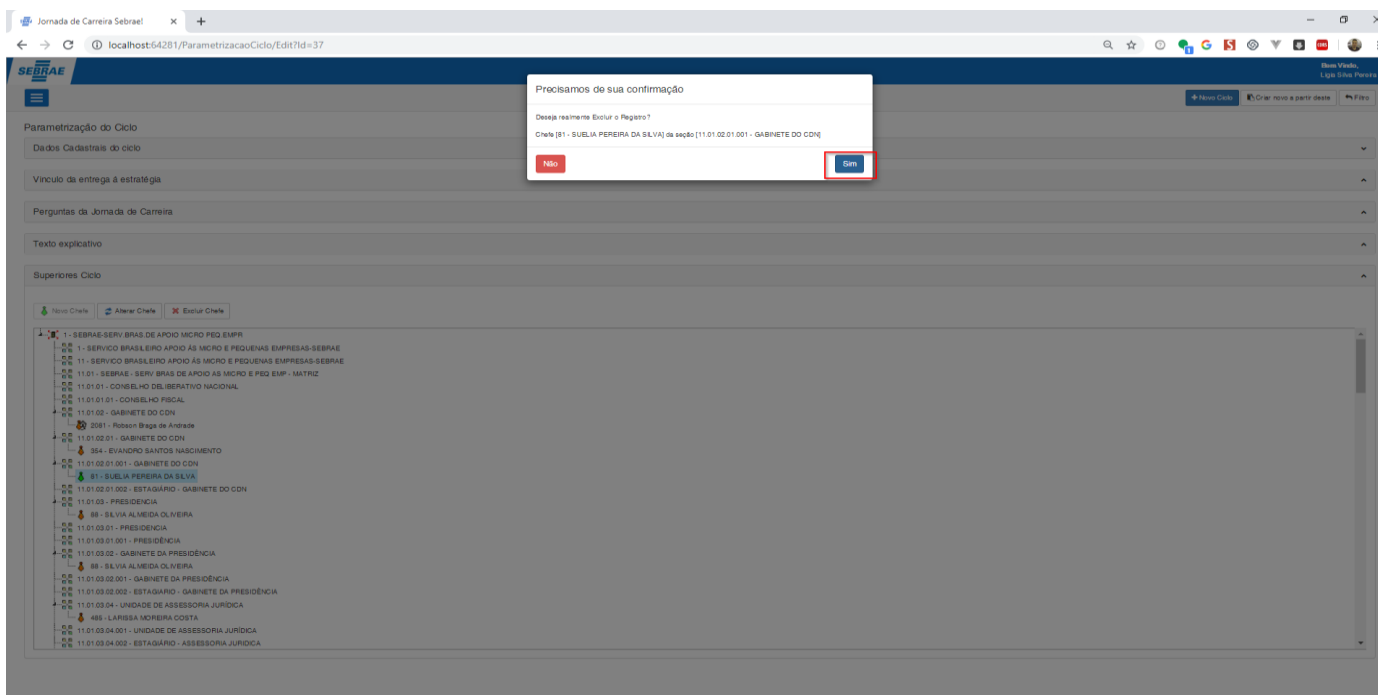 Jornada de Carreira Sebrae!
localhost:64281/ParametrizacaoCiclo/Edit?Id=37
SEBRAE
Bem Vindo,
Ligia Silva Pereira
Precisamos de sua confirmação
Deseja realmente Excluir o Registro?
Chefe [81 - SUELIA PEREIRA DA SILVA] da seção [11.01.02.01.001 - GABINETE DO CDN]
Não
Sim
Novo Ciclo
Criar novo a partir deste
Filtro
Parametrização do Ciclo
Dados Cadastrais do ciclo
Vinculo da entrega á estratégia
Perguntas da Jornada de Carreira
Texto explicativo
Superiores Ciclo
Novo Chefe
Alterar Chefe
Excluir Chefe
1 - SEBRAE-SERV.BRAS.DE APOIO MICRO PEQ.EMPR
1 - SERVICO BRASILEIRO APOIO ÁS MICRO E PEQUENAS EMPRESAS-SEBRAE
11 - SERVICO BRASILEIRO APOIO ÁS MICRO E PEQUENAS EMPRESAS-SEBRAE
11.01 - SEBRAE - SERV BRAS DE APOIO AS MICRO E PEQ EMP - MATRIZ
11.01.01 - CONSELHO DELIBERATIVO NACIONAL
11.01.01.01 - CONSELHO FISCAL
11.01.02 - GABINETE DO CDN
2091 - Robson Braga de Andrade
11.01.02.01 - GABINETE DO CDN
354 - EVANDRO SANTOS NASCIMENTO
11.01.02.01.001 - GABINETE DO CDN
81 - SUELIA PEREIRA DA SILVA
11.01.02.01.002 - ESTAGIÁRIO - GABINETE DO CDN
11.01.03 - PRESIDENCIA
88 - SILVIA ALMEIDA OLIVEIRA
11.01.03.01 - PRESIDENCIA
11.01.03.01.001 - PRESIDÊNCIA
11.01.03.02 - GABINETE DA PRESIDÊNCIA
88 - SILVIA ALMEIDA OLIVEIRA
11.01.03.02.001 - GABINETE DA PRESIDÊNCIA
11.01.03.02.002 - ESTAGIARIO - GABINETE DA PRESIDÊNCIA
11.01.03.04 - UNIDADE DE ASSESSORIA JURÍDICA
485 - LARISSA MOREIRA COSTA
11.01.03.04.001 - UNIDADE DE ASSESSORIA JURÍDICA
11.01.03.04.002 - ESTAGIÁRIO - ASSESSORIA JURIDICA